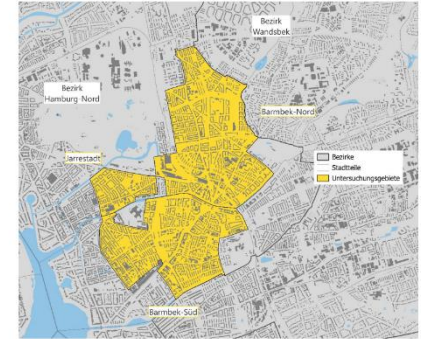 Bezirk
Wandsbek
Bezirk
Hamburg-Nord
Barmbek-Nord
Jarrestadt
Bezirke
Stadtteile
Untersuchungsgebiete
Barmbek-Süd